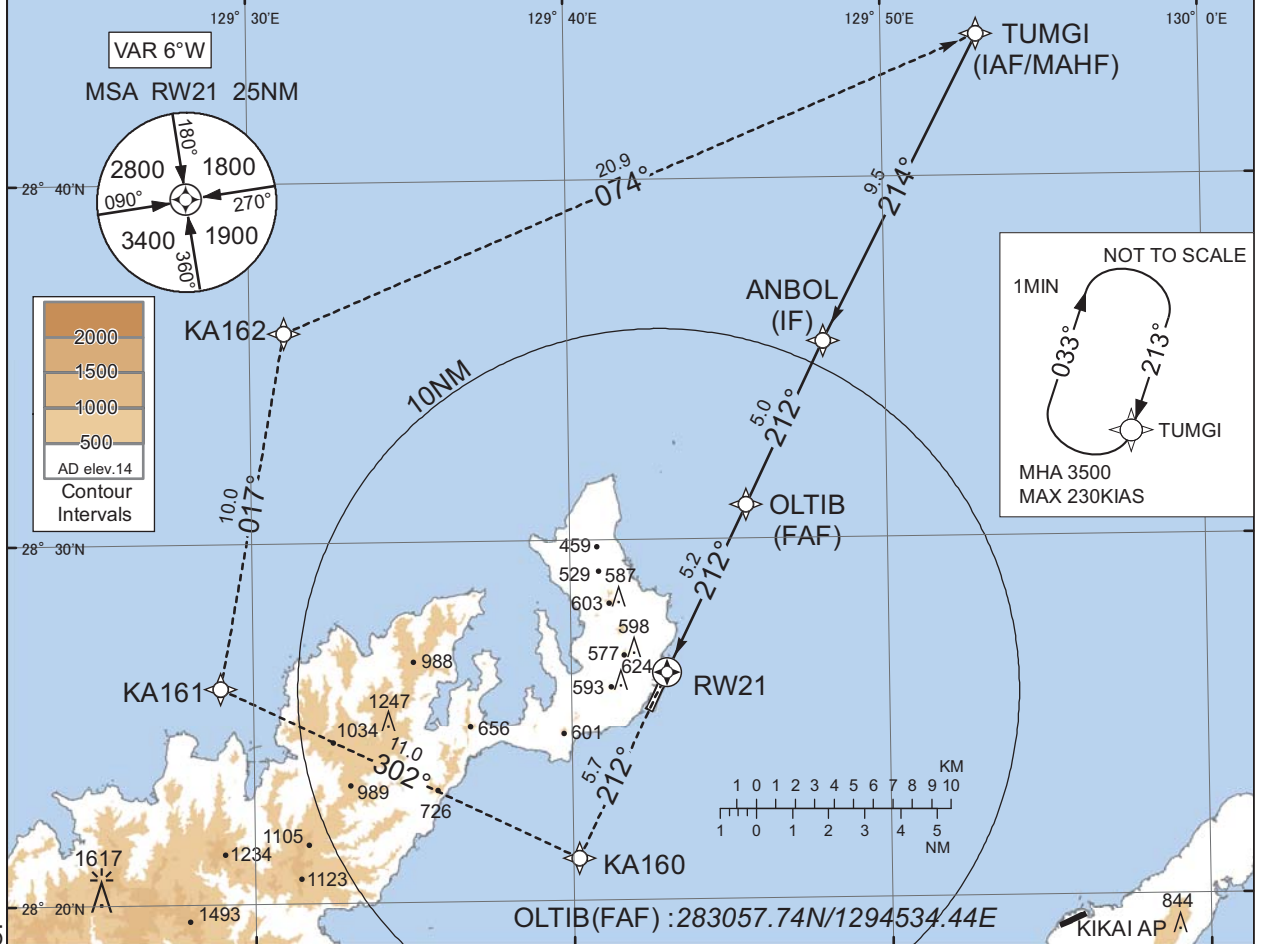 129° 30'E
129° 40'E
129° 50'E
130° 0'E
VAR 6°W
MSA RW21 25NM
180°
2800
1800
090°
270°
3400
1900
360°
TUMGI
(IAF/MAHF)
20.9
074°
9.5
214°
28° 40'N
NOT TO SCALE
1MIN
033°
213°
TUMGI
MHA 3500
MAX 230KIAS
ANBOL
(IF)
KA162
10NM
2000
1500
1000
500
AD elev.14
Contour
Intervals
5.0
212°
10.0
017°
OLTIB
(FAF)
28° 30'N
5.2
212°
459
529
587
603
598
577
624
593
988
RW21
KA161
1247
1034
656
601
11.0
302°
5.7
212°
989
726
KM
1 0 1 2 3 4 5 6 7 8 9 10
1 0 1 2 3 4 5
NM
1105
1234
1123
KA160
1617
1493
28° 20'N
OLTIB(FAF) :283057.74N/1294534.44E
844
KIKAI AP